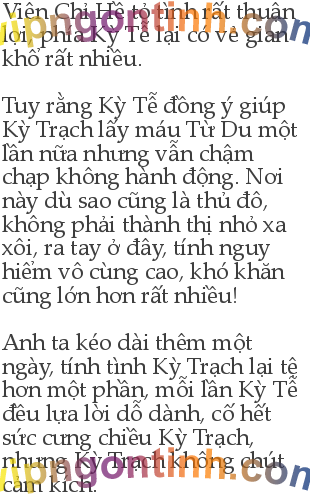 Viên Chỉ Hề tỏ tình rất thuận
lợi, phía Kỳ Tễ lại có vẻ gian
khổ rất nhiều.

Tuy rằng Kỳ Tễ đồng ý giúp
Kỳ Trạch lấy máu Từ Du một
lần nữa nhưng vẫn chậm
chạp không hành động. Nơi
này dù sao cũng là thủ đô,
không phải thành thị nhỏ xa
xôi, ra tay ở đây, tính nguy
hiểm vô cùng cao, khó khăn
cũng lớn hơn rất nhiều!

Anh ta kéo dài thêm một
ngày, tính tình Kỳ Trạch lại tệ
hơn một phần, mỗi lần Kỳ Tễ
đều lựa lời dỗ dành, cố hết
sức cưng chiều Kỳ Trạch,
nhưng Kỳ Trạch không chút
cảm kích.
vipngontinh.com
vipngontinh.com